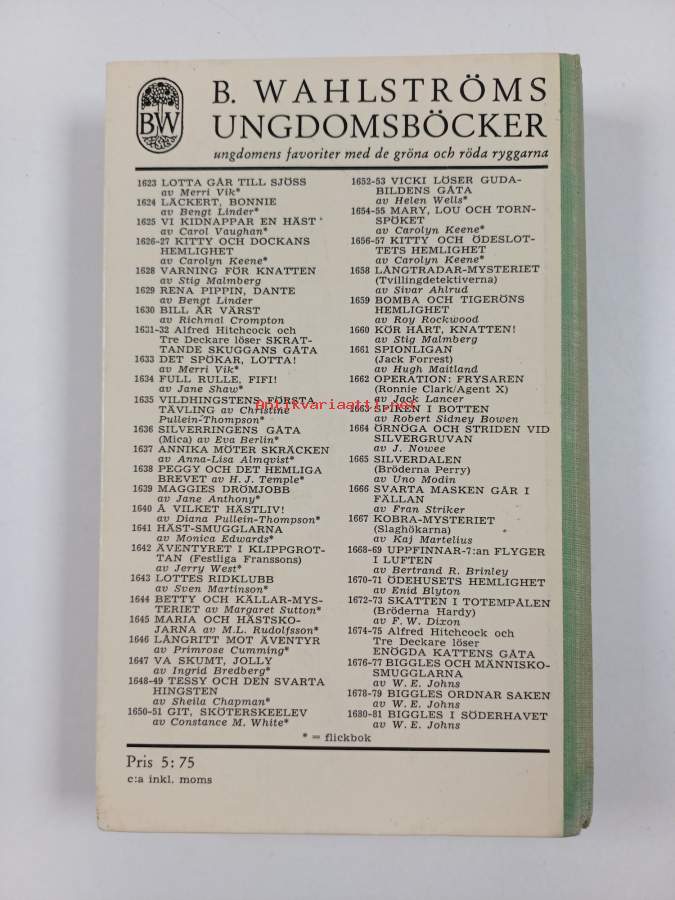 BW
B. WAHLSTRÖMS
UNGDOMSBÖCKER
ungdomens favoriter med de gröna och röda ryggarna
1623 LOTTA GÅR TILL SJÖSS
av Merri Vik*
1624 LÄCKERT, BONNIE
av Bengt Linder*
1625 VI KIDNAPPAR EN HÄST
av Carol Vaughan*
1626-27 KITTY OCH DOCKANS
HEMLIGHET
av Carolyn Keene*
1628 VARNING FÖR KNATTEN
av Stig Malmberg
1629 RENA PIPPIN, DANTE
av Bengt Linder
1630 BILL ÄR VÄRST
av Richmal Crompton
1631-32 Alfred Hitchcock och
Tre Deckare löser SKRAT-
TANDE SKUGGANS GÅTA
1633 DET SPÖKAR, LOTTA!
av Merri Vik*
1634 FULL RULLE, FIFI!
av Jane Shaw*
1635 VILDHINGSTENS FÖRSTA
TÄVLING av Christine
Pullein-Thompson*
1636 SILVERRINGENS GÅTA
(Mica) av Eva Berlin*
1637 ANNIKA MÖTER SKRÄCKEN
av Anna-Lisa Almqvist*
1638 PEGGY OCH DET HEMLIGA
BREVET av H. J. Temple*
1639 MAGGIES DRÖMJOBB
av Jane Anthony*
1640 Å VILKET HÄSTLIV!
av Diana Pullein-Thompson*
1641 HÄST-SMUGGLARNA
av Monica Edwards*
1642 ÄVENTYRET I KLIPPGROT-
TAN (Festliga Franssons)
av Jerry West*
1643 LOTTES RIDKLUBB
av Sven Martinson*
1644 BETTY OCH KÄLLAR-MYS-
TERIET av Margaret Sutton*
1645 MARIA OCH HÄSTSKO-
JARNA av M.L. Rudolfsson*
1646 LÅNGRITT MOT ÄVENTYR
av Primrose Cumming*
1647 VA SKUMT, JOLLY
av Ingrid Bredberg*
1648-49 TESSY OCH DEN SVARTA
HINGSTEN
av Sheila Chapman*
1650-51 GIT, SKÖTERSKEELEV
av Constance M. White*
1652-53 VICKI LÖSER GUDA-
BILDENS GÅTA
av Helen Wells*
1654-55 MARY, LOU OCH TORN-
SPÖKET
av Carolyn Keene*
1656-57 KITTY OCH ÖDESLOT-
TETS HEMLIGHET
av Carolyn Keene*
1658 LÅNGTRADAR-MYSTERIET
(Tvillingdetektiverna)
av Sivar Ahlrud
1659 BOMBA OCH TIGERÖNS
HEMLIGHET
av Roy Rockwood
1660 KÖR HÅRT, KNATTEN!
av Stig Malmberg
1661 SPIONLIGAN
(Jack Forrest)
av Hugh Maitland
1662 OPERATION: FRYSAREN
(Ronnie Clark/Agent X)
av Jack Lancer
1663 SPIKEN I BOTTEN
av Robert Sidney Bowen
1664 ÖRNÖGA OCH STRIDEN VID
SILVERGRUVAN
av J. Nowee
1665 SILVERDALEN
(Bröderna Perry)
av Uno Modin
1666 SVARTA MASKEN GÅR I
FÄLLAN
av Fran Striker
1667 KOBRA-MYSTERIET
(Slaghökarna)
av Kaj Martelius
1668-69 UPPFINNAR-7:an FLYGER
I LUFTEN
av Bertrand R. Brinley
1670-71 ÖDEHUSETS HEMLIGHET
av Enid Blyton
1672-73 SKATTEN I TOTEMPÅLEN
(Bröderna Hardy)
av F.W. Dixon
1674-75 Alfred Hitchcock och
Tre Deckare löser
ENÖGDA KATTENS GÅTA
1676-77 BIGGLES OCH MÄNNISKO-
SMUGGLARNA
av W. E. Johns
1678-79 BIGGLES ORDNAR SAKEN
av W. E. Johns
1680-81 BIGGLES I SÖDERHAVET
av W. E. Johns
* = flickbok
Pris 5:75
c:a inkl. moms
antikvariaatti.net